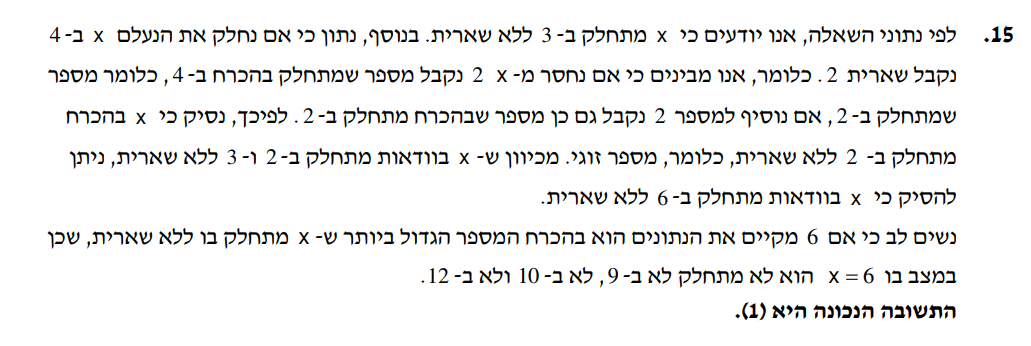 15. לפי נתוני השאלה, אנו יודעים כי x מתחלק ב-3 ללא שארית. בנוסף, נתון כי אם נחלק את הנעלם x ב-4
נקבל שארית 2. כלומר, אנו מבינים כי אם נחסר מ-x 2 נקבל מספר שמתחלק בהכרח ב-4, כלומר מספר
שמתחלק ב-2, אם נוסיף למספר 2 נקבל גם כן מספר שבהכרח מתחלק ב-2. לפיכך, נסיק כי x בהכרח
מתחלק ב- 2 ללא שארית, כלומר, מספר זוגי. מכיוון ש-x בוודאות מתחלק ב-2 ו-3 ללא שארית, ניתן
להסיק כי x בוודאות מתחלק ב-6 ללא שארית.
נשים לב כי אם 6 מקיים את הנתונים הוא בהכרח המספר הגדול ביותר ש-x מתחלק בו ללא שארית, שכן
במצב בו x = 6 הוא לא מתחלק לא ב-9, לא ב-10 ולא ב-12.
התשובה הנכונה היא (1).